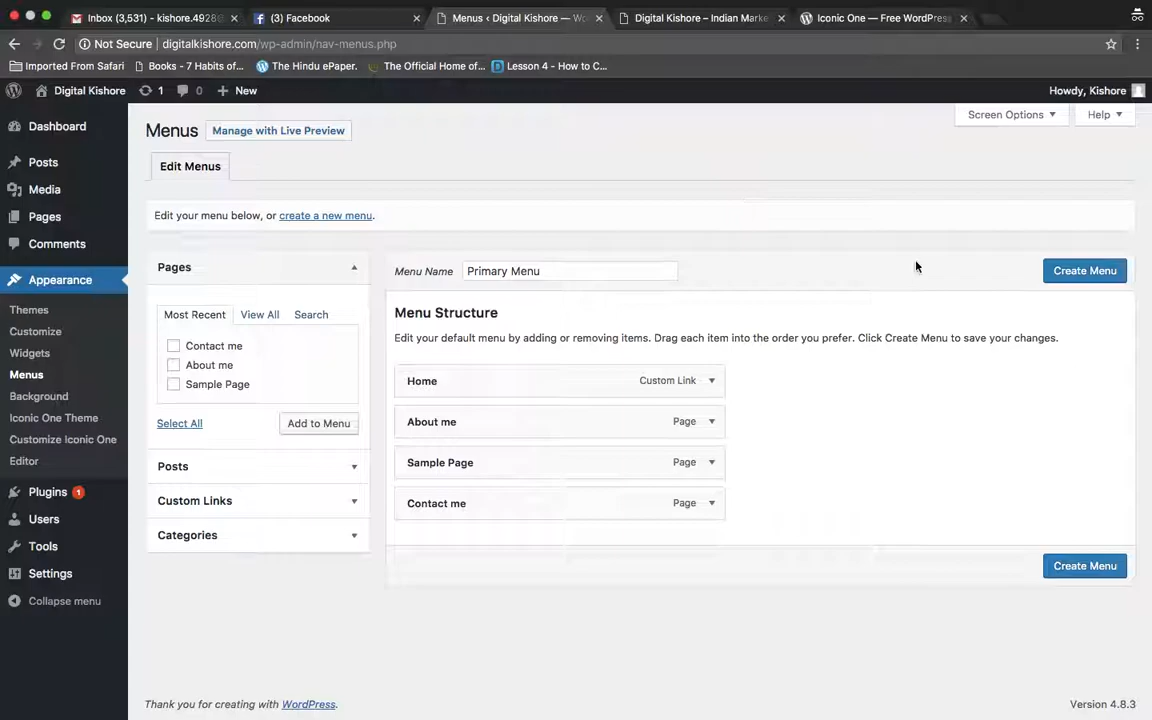 Inbox (3,531) - kishore.4928
(3) Facebook
Menus ‹ Digital Kishore — Wo
Digital Kishore – Indian Marke
Iconic One — Free WordPres
Not Secure
digitalkishore.com/wp-admin/nav-menus.php
Imported From Safari
Books - 7 Habits of...
The Hindu ePaper.
The Official Home of...
Lesson 4 - How to C...
Digital Kishore
1
0
New
Howdy, Kishore
Dashboard
Posts
Media
Pages
Comments
Appearance
Themes
Customize
Widgets
Menus
Background
Iconic One Theme
Customize Iconic One
Editor
Plugins 1
Users
Tools
Settings
Collapse menu
Screen Options
Help
Menus
Manage with Live Preview
Edit Menus
Edit your menu below, or create a new menu.
Pages
Most Recent
View All
Search
Contact me
About me
Sample Page
Select All
Add to Menu
Posts
Custom Links
Categories
Menu Name
Primary Menu
Create Menu
Menu Structure
Edit your default menu by adding or removing items. Drag each item into the order you prefer. Click Create Menu to save your changes.
Home Custom Link
About me Page
Sample Page Page
Contact me Page
Create Menu
Thank you for creating with WordPress.
Version 4.8.3